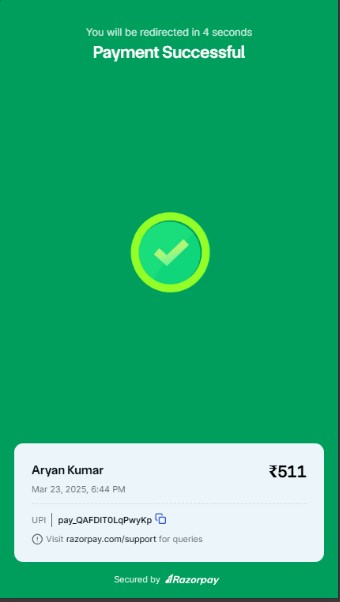 You will be redirected in 4 seconds
Payment Successful
Aryan Kumar
₹511
Mar 23, 2025, 6:44 PM
UPI | pay_QAFDIT0LqPwyKp
Visit razorpay.com/support for queries
Secured by Razorpay